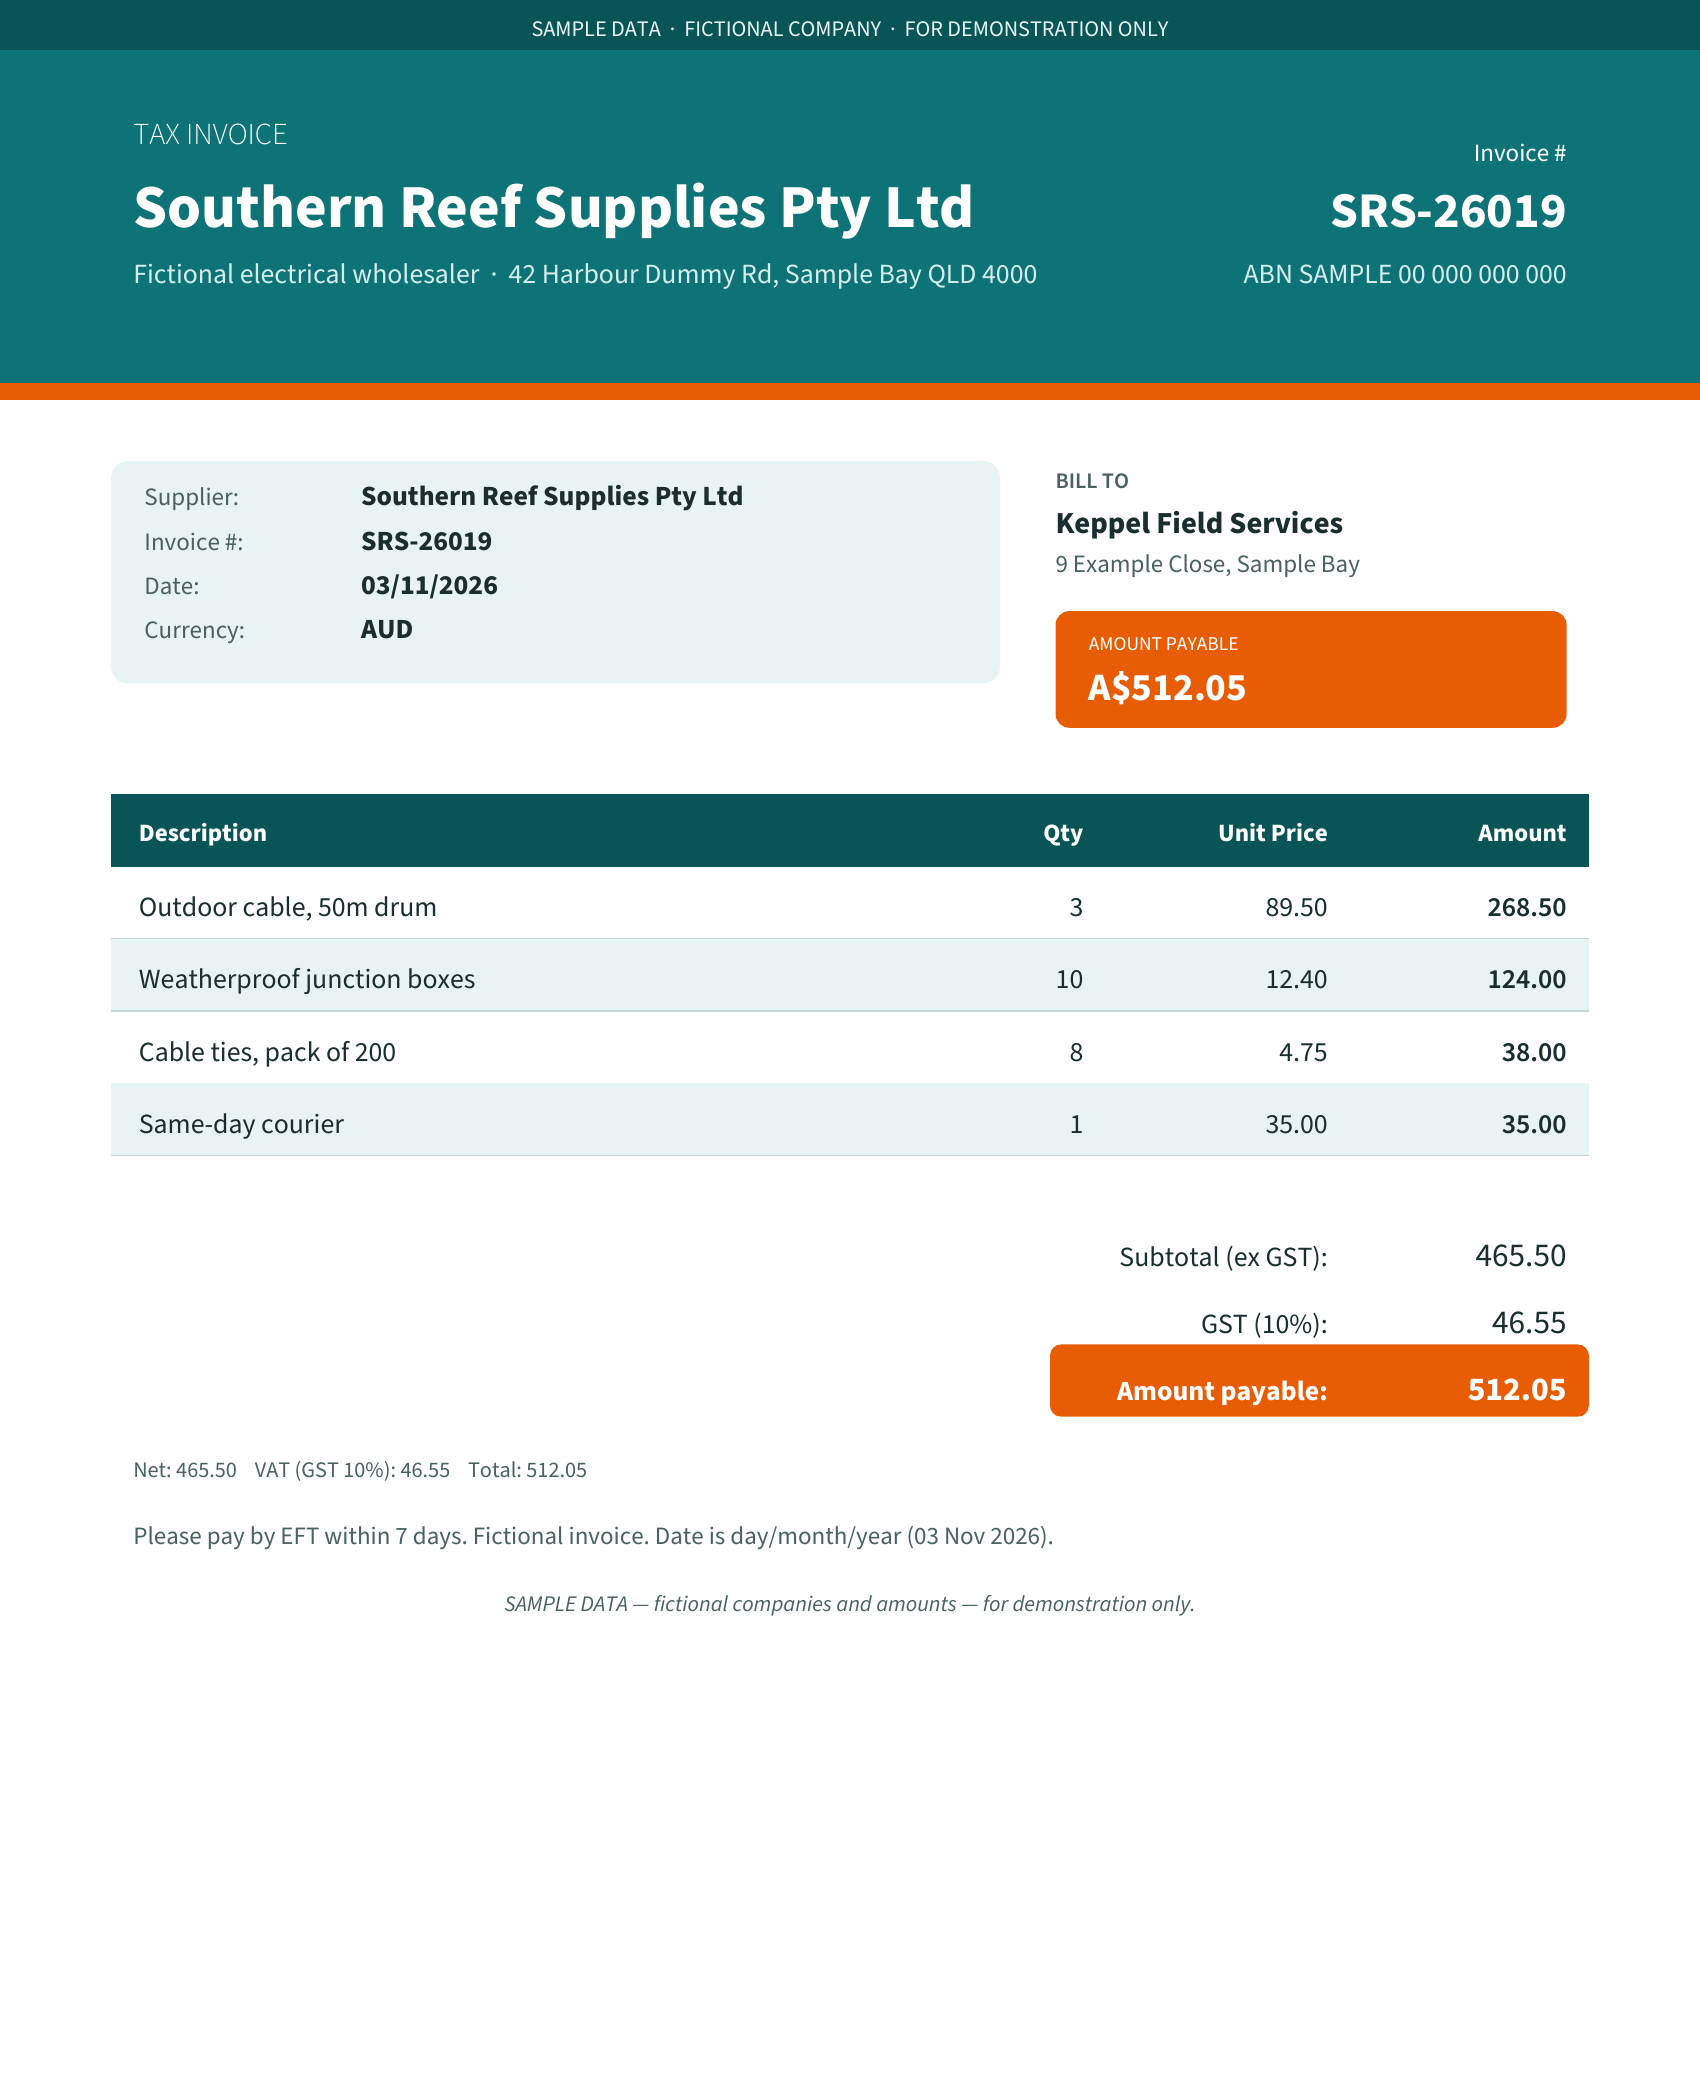 SAMPLE DATA · FICTIONAL COMPANY · FOR DEMONSTRATION ONLY
TAX INVOICE
Invoice #
Southern Reef Supplies Pty Ltd
SRS-26019
Fictional electrical wholesaler · 42 Harbour Dummy Rd, Sample Bay QLD 4000
ABN SAMPLE 00 000 000 000
Supplier: Southern Reef Supplies Pty Ltd
Invoice #: SRS-26019
Date: 03/11/2026
Currency: AUD
BILL TO
Keppel Field Services
9 Example Close, Sample Bay
AMOUNT PAYABLE
A$512.05
Description Qty Unit Price Amount
Outdoor cable, 50m drum 3 89.50 268.50
Weatherproof junction boxes 10 12.40 124.00
Cable ties, pack of 200 8 4.75 38.00
Same-day courier 1 35.00 35.00
Subtotal (ex GST): 465.50
GST (10%): 46.55
Amount payable: 512.05
Net: 465.50 VAT (GST 10%): 46.55 Total: 512.05
Please pay by EFT within 7 days. Fictional invoice. Date is day/month/year (03 Nov 2026).
SAMPLE DATA — fictional companies and amounts — for demonstration only.